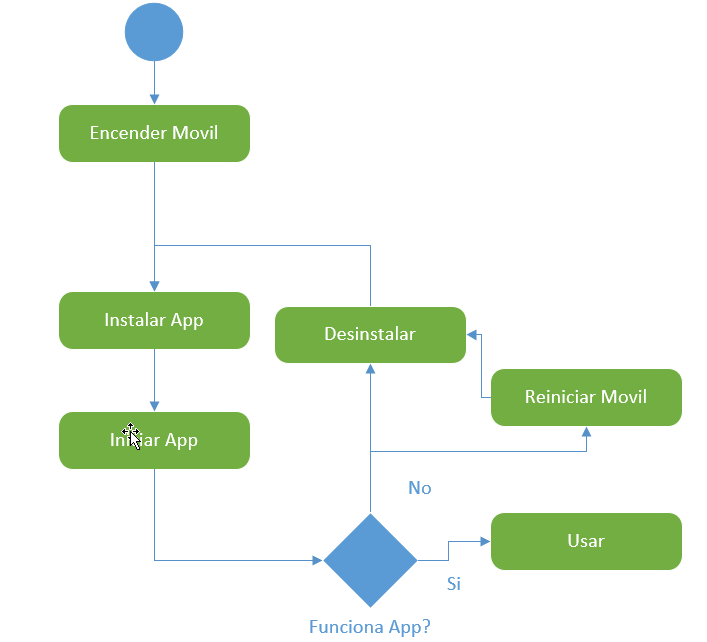 Encender Movil
Instalar App
Desinstalar
Reiniciar Movil
Iniciar App
No
Usar
Si
Funciona App?